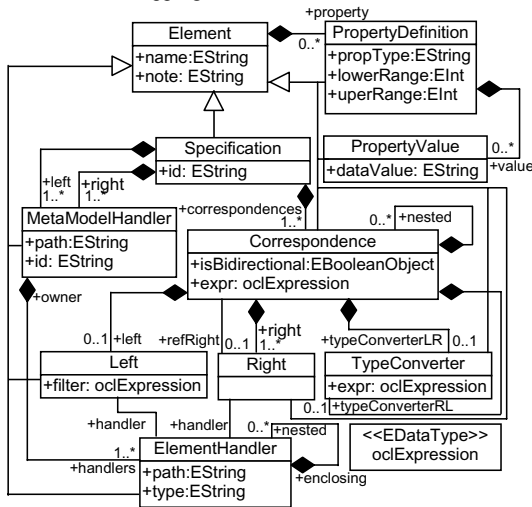 +property
Element
PropertyDefinition
0..*
+name:EString
+note: EString
+propType:EString
+lowerRange:EInt
+uperRange:EInt
Specification
+id: EString
PropertyValue
+dataValue: EString
0..*
+value
+left
1..*
+right
1..*
MetaModelHandler
+path:EString
+id: EString
+correspondences
1..*
0..*
+nested
Correspondence
+isBidirectional:EBooleanObject
+expr: oclExpression
+owner
0..1
+left
+refRight
0..1
+right
1..*
+typeConverterLR
0..1
Left
+filter: oclExpression
Right
TypeConverter
+expr: oclExpression
0..1
+typeConverterRL
+handler
+handler
0..*
+nested
<<EDataType>>
oclExpression
1..*
+handlers
ElementHandler
+path:EString
+type:EString
+enclosing